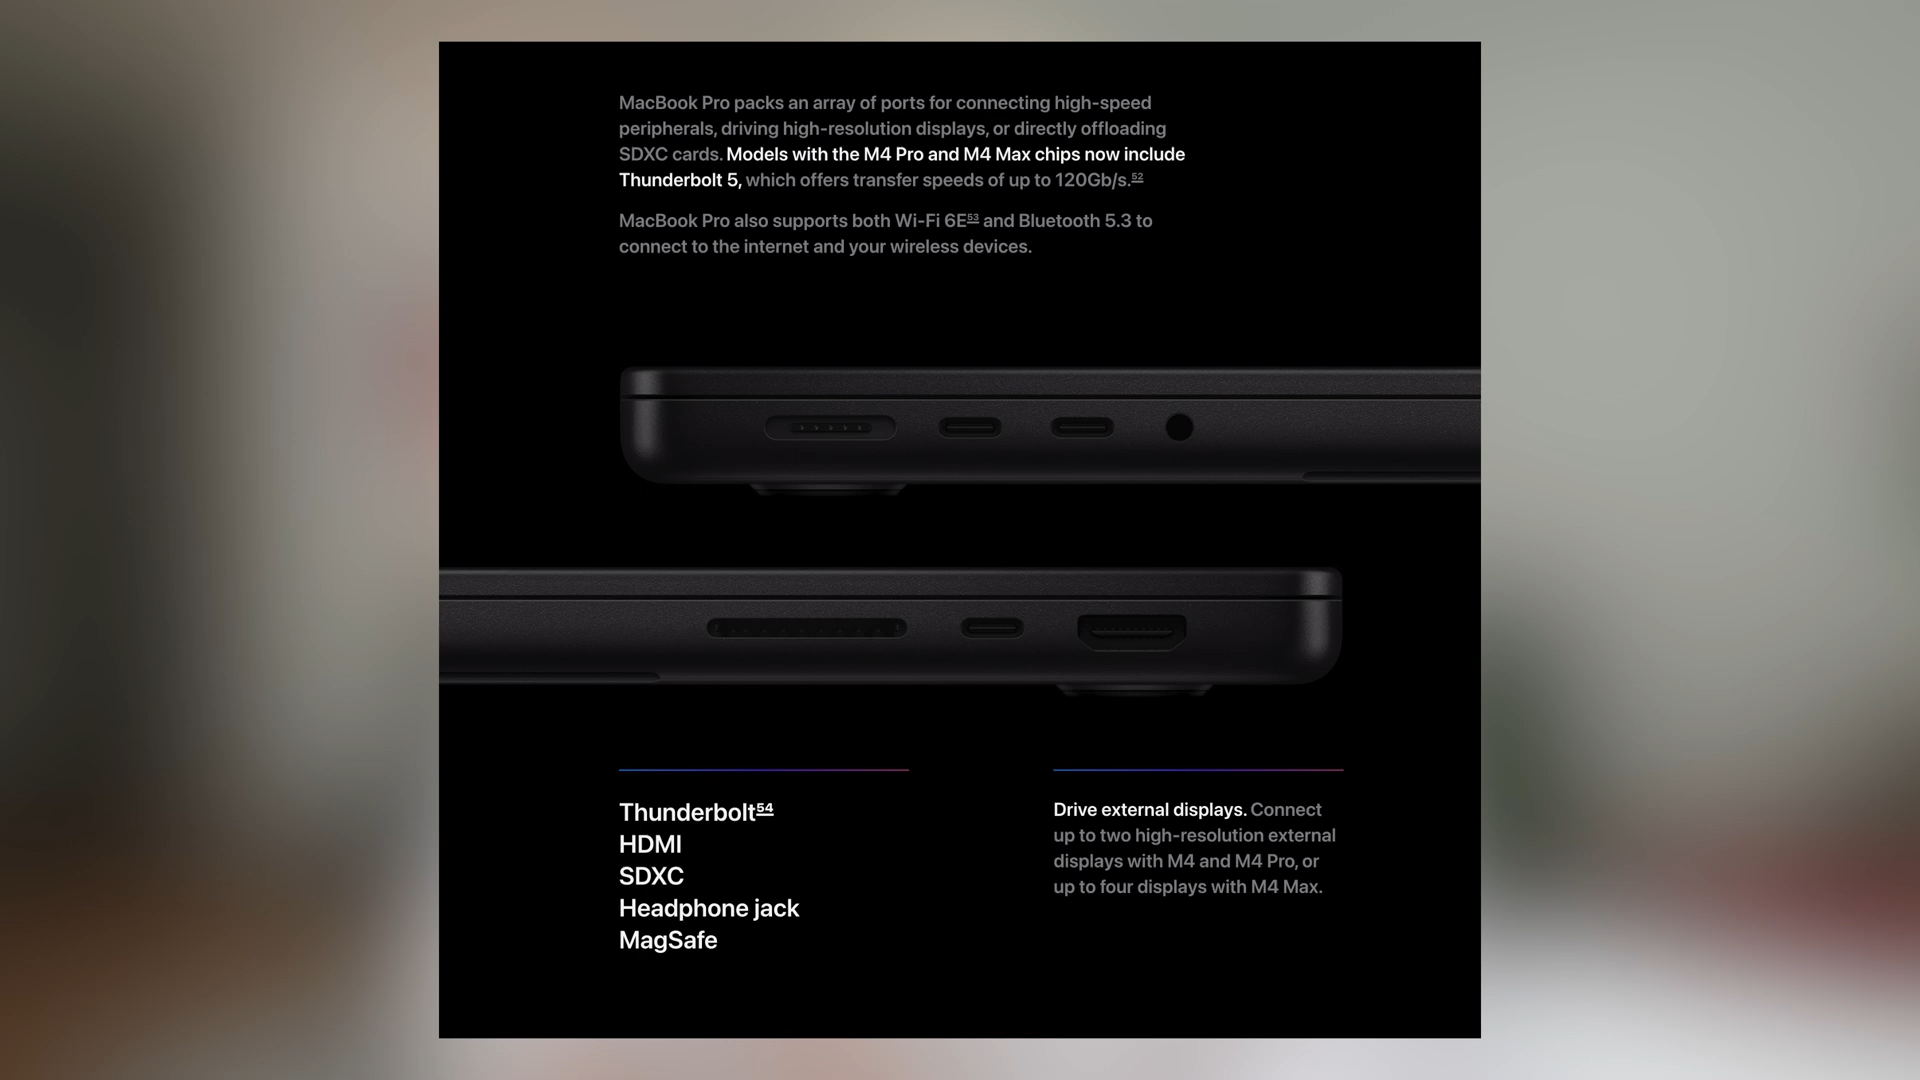 MacBook Pro packs an array of ports for connecting high-speed
peripherals, driving high-resolution displays, or directly offloading
SDXC cards. Models with the M4 Pro and M4 Max chips now include
Thunderbolt 5, which offers transfer speeds of up to 120Gb/s.52
MacBook Pro also supports both Wi-Fi 6E53 and Bluetooth 5.3 to
connect to the internet and your wireless devices.
Thunderbolt54
HDMI
SDXC
Headphone jack
MagSafe
Drive external displays. Connect
up to two high-resolution external
displays with M4 and M4 Pro, or
up to four displays with M4 Max.